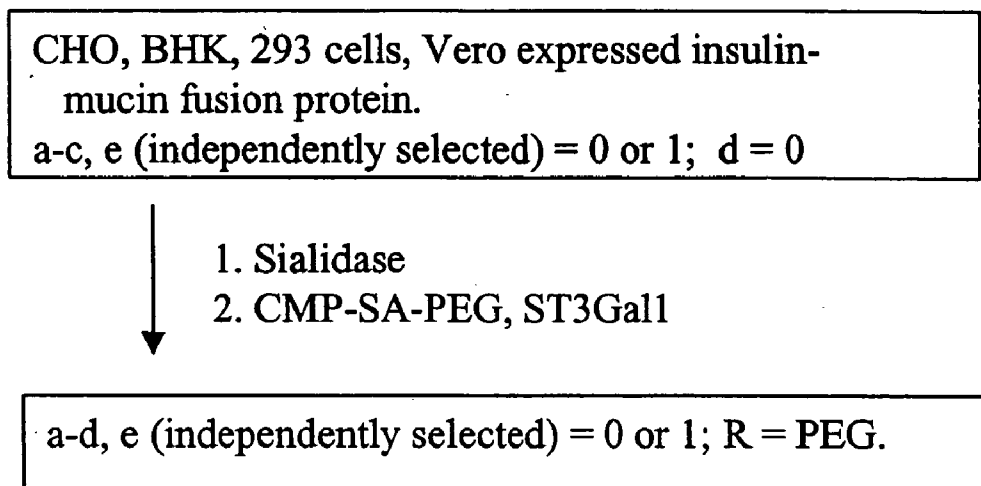 CHO, BHK, 293 cells, Vero expressed insulin-
mucin fusion protein.
a-c, e (independently selected) = 0 or 1; d = 0
1. Sialidase
2. CMP-SA-PEG, ST3Gal1
a-d, e (independently selected) = 0 or 1; R = PEG.